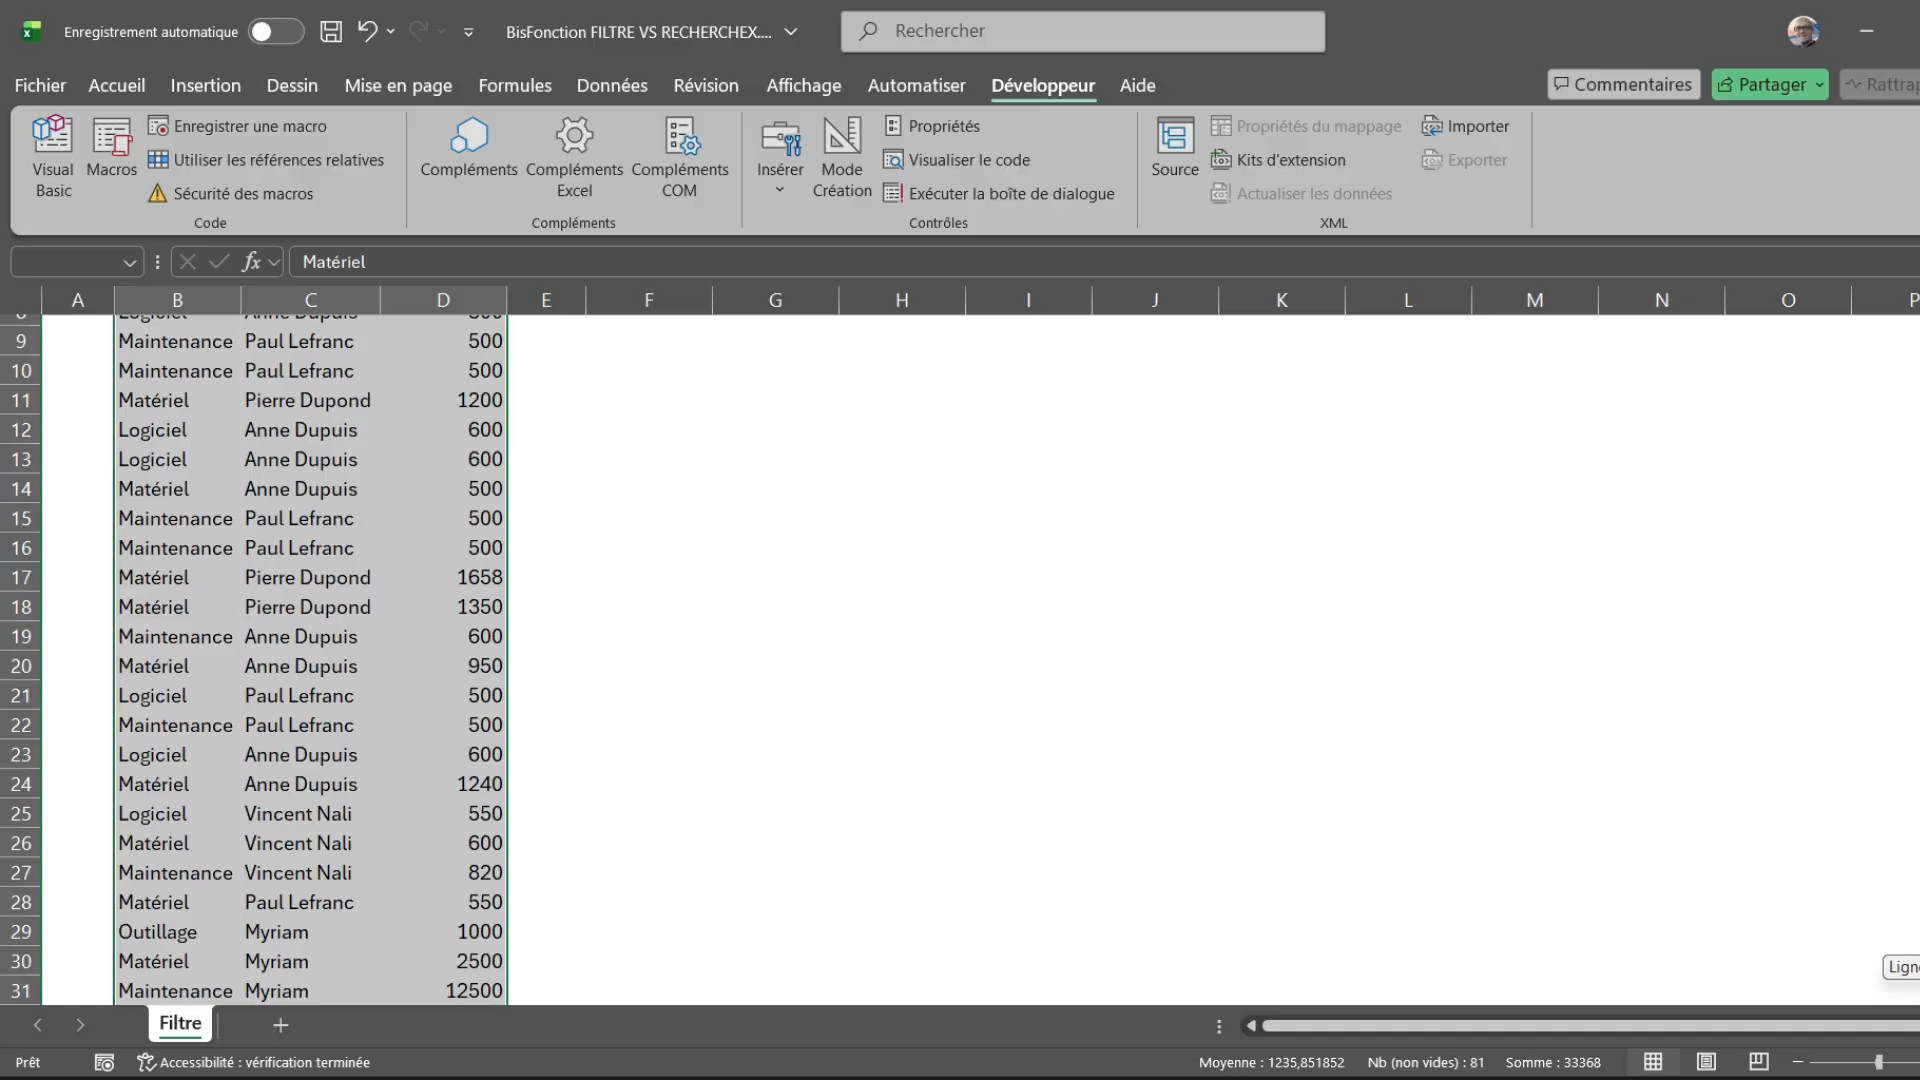 Enregistrement automatique
BisFonction FILTRE VS RECHERCHEX....
Rechercher
Fichier Accueil Insertion Dessin Mise en page Formules Données Révision Affichage Automatiser Développeur Aide
Commentaires
Partager
Visual Basic
Macros
Enregistrer une macro
Utiliser les références relatives
Sécurité des macros
Code
Compléments
Compléments Excel
Compléments COM
Compléments
Insérer
Mode Création
Propriétés
Visualiser le code
Exécuter la boîte de dialogue
Contrôles
Source
Propriétés du mappage
Kits d'extension
Actualiser les données
Importer
Exporter
XML
fx
Matériel
A B C D E F G H I J K L M N O P
8 Logiciel Anne Dupuis
9 Maintenance Paul Lefranc 500
10 Maintenance Paul Lefranc 500
11 Matériel Pierre Dupond 1200
12 Logiciel Anne Dupuis 600
13 Logiciel Anne Dupuis 600
14 Matériel Anne Dupuis 500
15 Maintenance Paul Lefranc 500
16 Maintenance Paul Lefranc 500
17 Matériel Pierre Dupond 1658
18 Matériel Pierre Dupond 1350
19 Maintenance Anne Dupuis 600
20 Matériel Anne Dupuis 950
21 Logiciel Paul Lefranc 500
22 Maintenance Paul Lefranc 500
23 Logiciel Anne Dupuis 600
24 Matériel Anne Dupuis 1240
25 Logiciel Vincent Nali 550
26 Matériel Vincent Nali 600
27 Maintenance Vincent Nali 820
28 Matériel Paul Lefranc 550
29 Outillage Myriam 1000
30 Matériel Myriam 2500
31 Maintenance Myriam 12500
Filtre
Prêt
Accessibilité : vérification terminée
Moyenne : 1235,851852 Nb (non vides) : 81 Somme : 33368